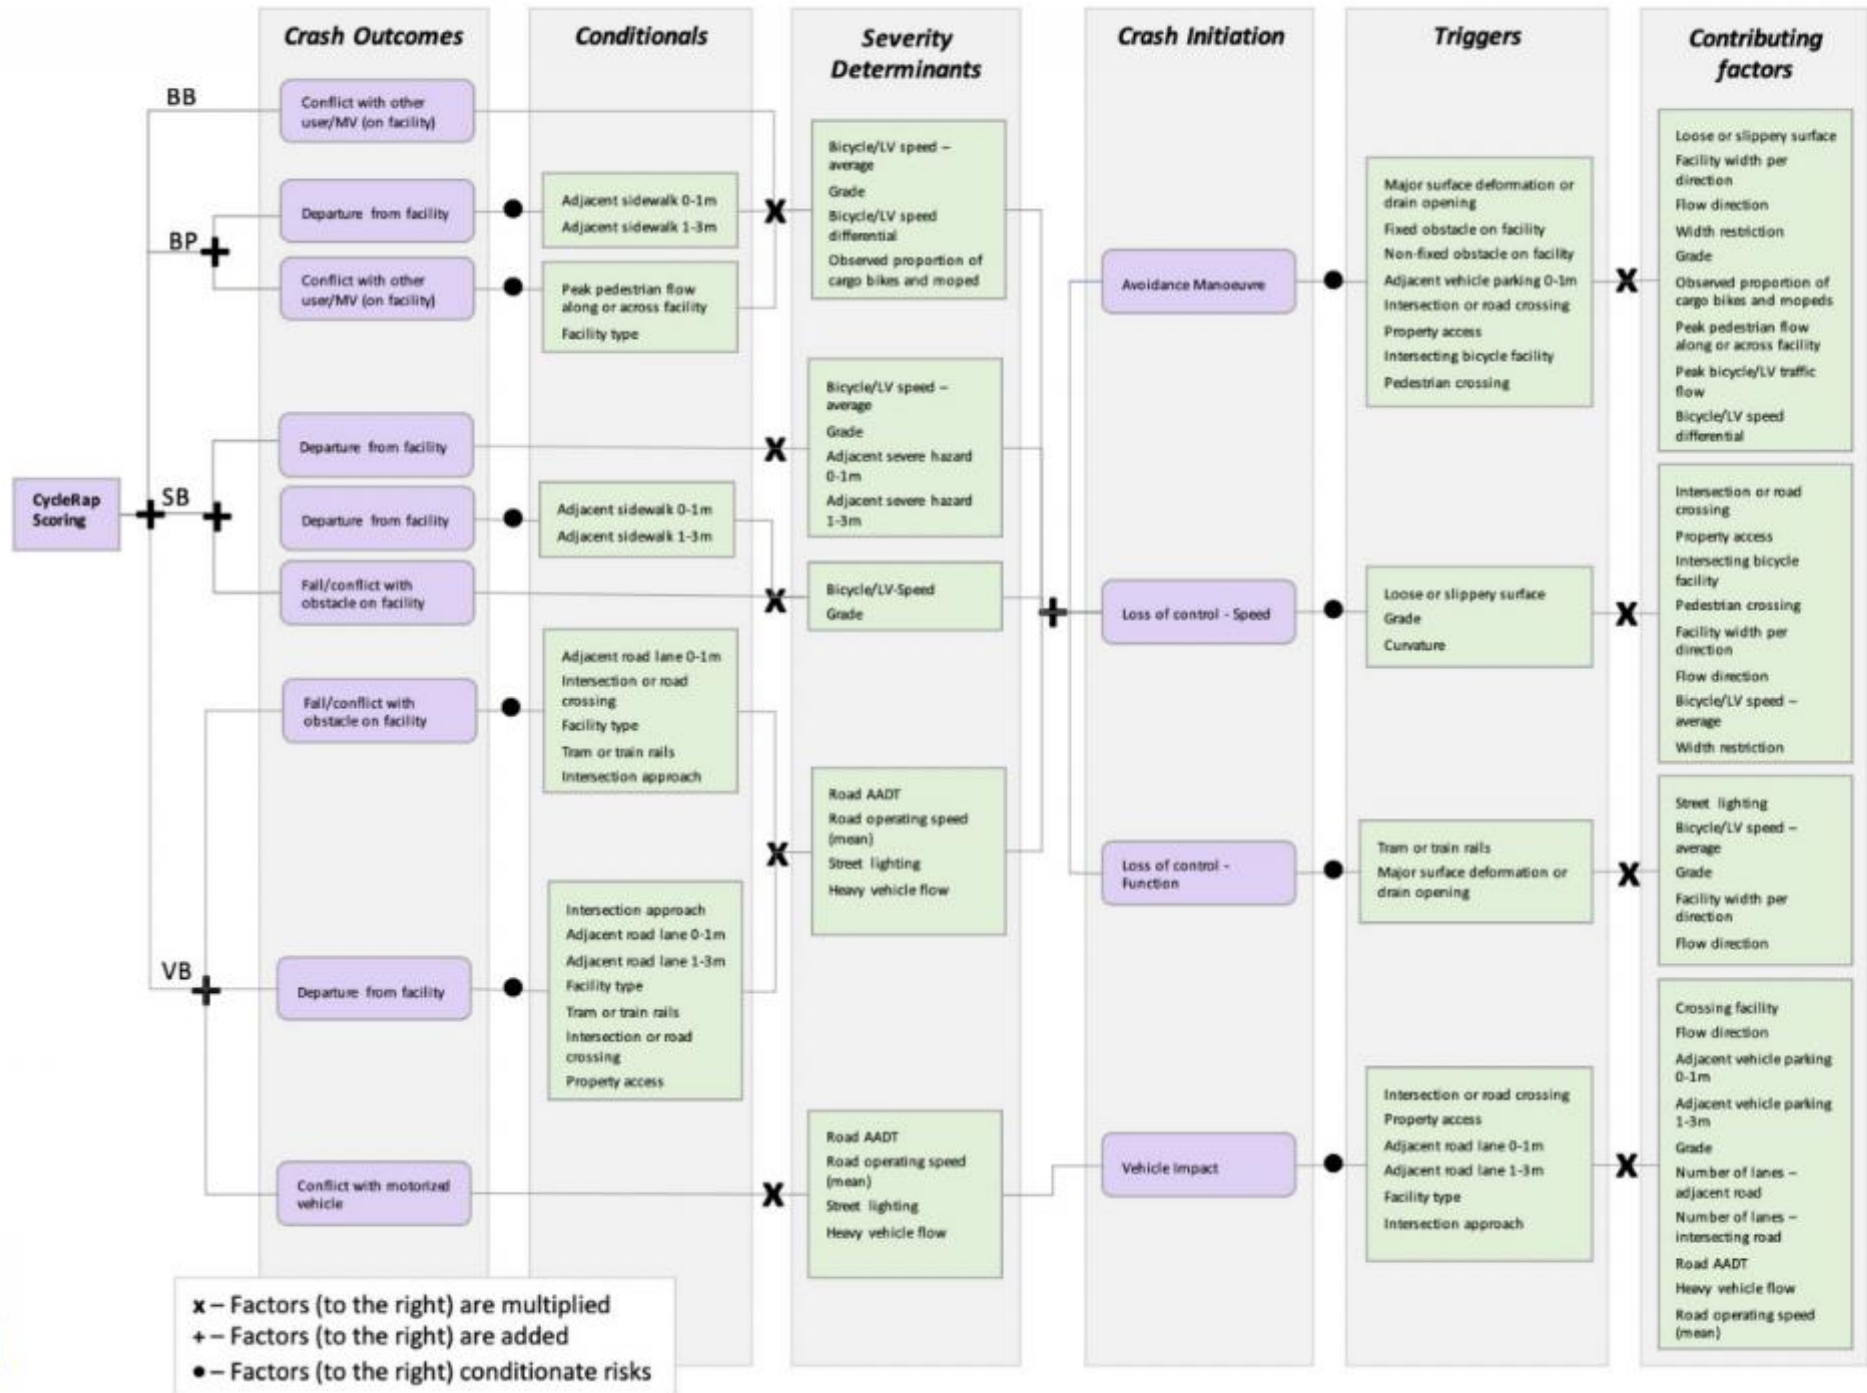 Crash Outcomes
Conditionals
Severity
Determinants
Crash Initiation
Triggers
Contributing
factors
CycleRap
Scoring
BB
BP
SB
VB
Conflict with other
user/MV (on facility)
Departure from facility
Conflict with other
user/MV (on facility)
Departure from facility
Departure from facility
Fall/conflict with
obstacle on facility
Fall/conflict with
obstacle on facility
Departure from facility
Conflict with motorized
vehicle
Adjacent sidewalk 0-1m
Adjacent sidewalk 1-3m
Peak pedestrian flow
along or across facility
Facility type
Adjacent sidewalk 0-1m
Adjacent sidewalk 1-3m
Adjacent road lane 0-1m
Intersection or road
crossing
Facility type
Tram or train rails
Intersection approach
Intersection approach
Adjacent road lane 0-1m
Adjacent road lane 1-3m
Facility type
Tram or train rails
Intersection or road
crossing
Property access
Bicycle/LV speed –
average
Grade
Bicycle/LV speed
differential
Observed proportion of
cargo bikes and moped
Bicycle/LV speed –
average
Grade
Adjacent severe hazard
0-1m
Adjacent severe hazard
1-3m
Bicycle/LV-Speed
Grade
Road AADT
Road operating speed
(mean)
Street lighting
Heavy vehicle flow
Road AADT
Road operating speed
(mean)
Street lighting
Heavy vehicle flow
Avoidance Manoeuvre
Loss of control - Speed
Loss of control -
Function
Vehicle Impact
Major surface deformation or
drain opening
Fixed obstacle on facility
Non-fixed obstacle on facility
Adjacent vehicle parking 0-1m
Intersection or road crossing
Property access
Intersecting bicycle facility
Pedestrian crossing
Loose or slippery surface
Grade
Curvature
Tram or train rails
Major surface deformation or
drain opening
Intersection or road crossing
Property access
Adjacent road lane 0-1m
Adjacent road lane 1-3m
Facility type
Intersection approach
Loose or slippery surface
Facility width per
direction
Flow direction
Width restriction
Grade
Observed proportion of
cargo bikes and mopeds
Peak pedestrian flow
along or across facility
Peak bicycle/LV traffic
flow
Bicycle/LV speed
differential
Intersection or road
crossing
Property access
Intersecting bicycle
facility
Pedestrian crossing
Facility width per
direction
Flow direction
Bicycle/LV speed –
average
Width restriction
Street lighting
Bicycle/LV speed –
average
Grade
Facility width per
direction
Flow direction
Crossing facility
Flow direction
Adjacent vehicle parking
0-1m
Adjacent vehicle parking
1-3m
Grade
Number of lanes –
adjacent road
Number of lanes –
intersecting road
Road AADT
Heavy vehicle flow
Road operating speed
(mean)
x – Factors (to the right) are multiplied
+ – Factors (to the right) are added
● – Factors (to the right) conditionate risks